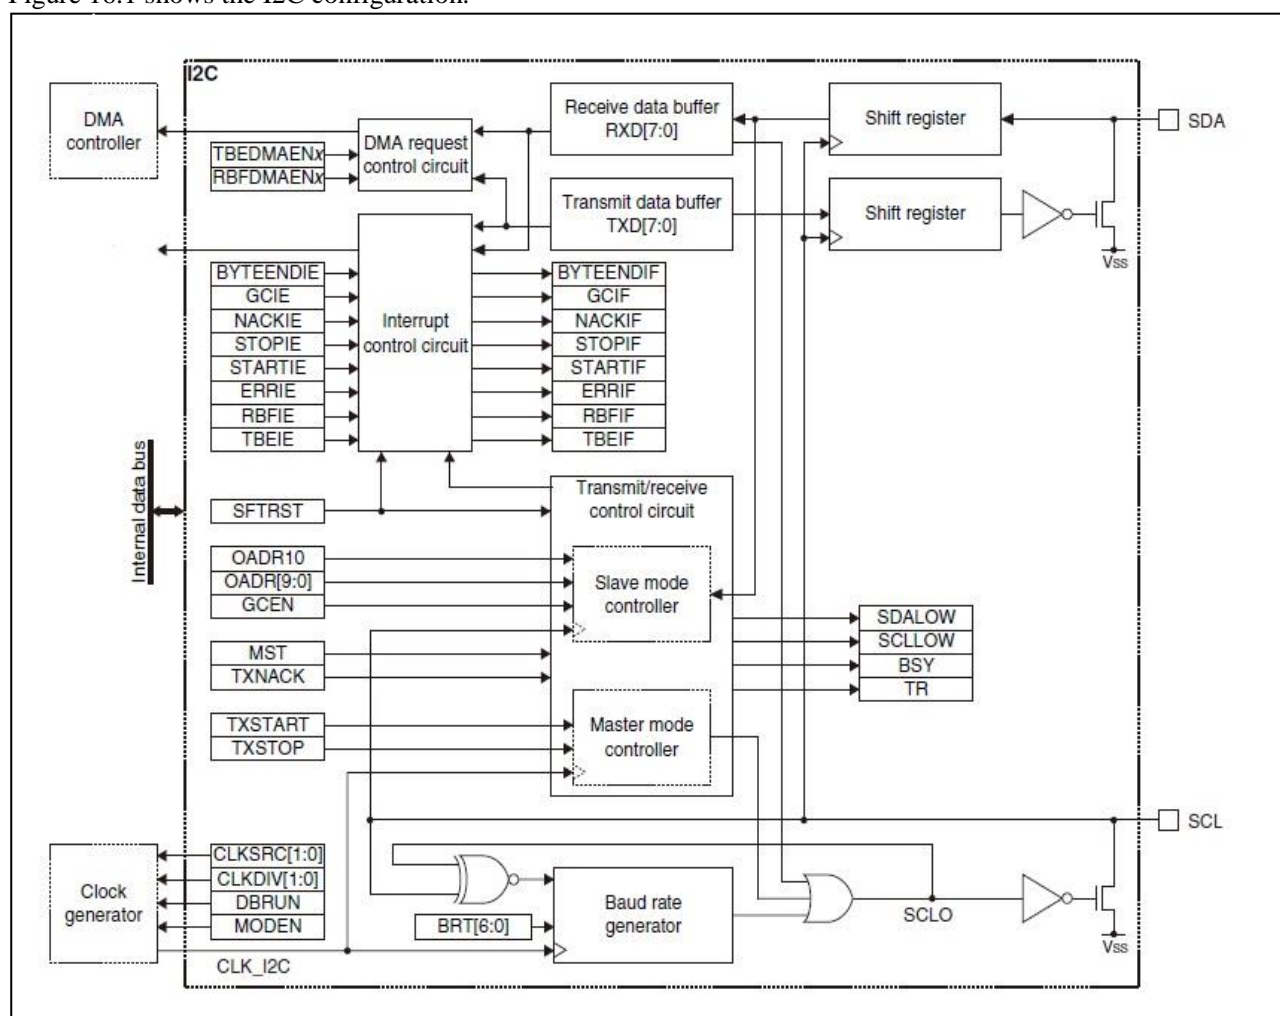 Figure 16.1 shows the I2C configuration.
I2C
DMA
controller
TBEDMAENx
RBFDMAENx
DMA request
control circuit
Receive data buffer
RXD[7:0]
Shift register
SDA
Transmit data buffer
TXD[7:0]
Shift register
VSS
BYTEENDIE
GCIE
NACKIE
STOPIE
STARTIE
ERRIE
RBFIE
TBEIE
Interrupt
control circuit
BYTEENDIF
GCIF
NACKIF
STOPIF
STARTIF
ERRIF
RBFIF
TBEIF
Internal data bus
SFTRST
OADR10
OADR[9:0]
GCEN
MST
TXNACK
TXSTART
TXSTOP
Transmit/receive
control circuit
Slave mode
controller
Master mode
controller
SDALOW
SCLLOW
BSY
TR
SCL
Clock
generator
CLKSRC[1:0]
CLKDIV[1:0]
DBRUN
MODEN
CLK_I2C
BRT[6:0]
Baud rate
generator
SCLO
VSS